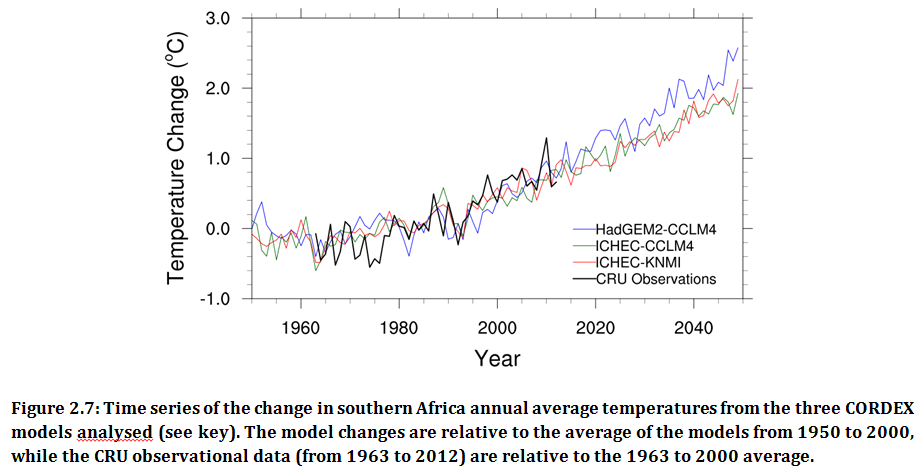 3.0
2.0
1.0
0.0
-1.0
Temperature Change (°C)
1960 1980 2000 2020 2040
Year
HadGEM2-CCLM4
ICHEC-CCLM4
ICHEC-KNMI
CRU Observations
Figure 2.7: Time series of the change in southern Africa annual average temperatures from the three CORDEX
models analysed (see key). The model changes are relative to the average of the models from 1950 to 2000,
while the CRU observational data (from 1963 to 2012) are relative to the 1963 to 2000 average.